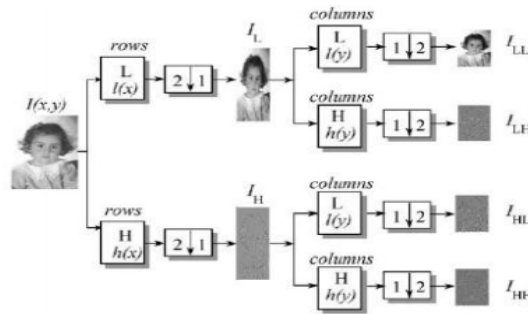 I(x,y)
rows
L
l(x)
2↓1
I_L
columns
L
l(y)
1↓2
I_LL
columns
H
h(y)
1↓2
I_LH
rows
H
h(x)
2↓1
I_H
columns
L
l(y)
1↓2
I_HL
columns
H
h(y)
1↓2
I_HH